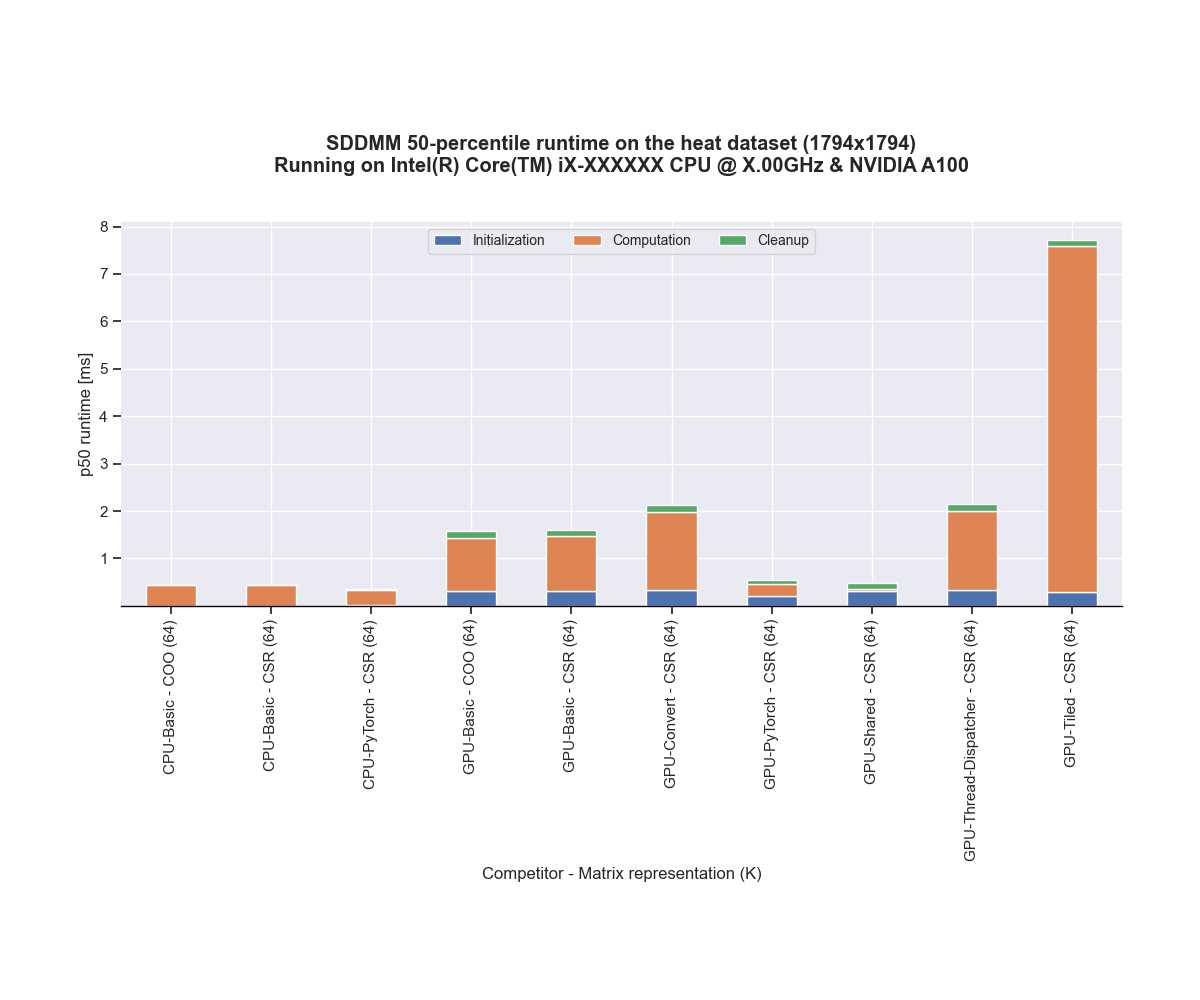 SDDMM 50-percentile runtime on the heat dataset (1794x1794)
Running on Intel(R) Core(TM) iX-XXXXXX CPU @ X.00GHz & NVIDIA A100
Initialization
Computation
Cleanup
8
7
6
5
4
3
2
1
p50 runtime [ms]
CPU-Basic - COO (64)
CPU-Basic - CSR (64)
CPU-PyTorch - CSR (64)
GPU-Basic - COO (64)
GPU-Basic - CSR (64)
GPU-Convert - CSR (64)
GPU-PyTorch - CSR (64)
GPU-Shared - CSR (64)
GPU-Thread-Dispatcher - CSR (64)
GPU-Tiled - CSR (64)
Competitor - Matrix representation (K)